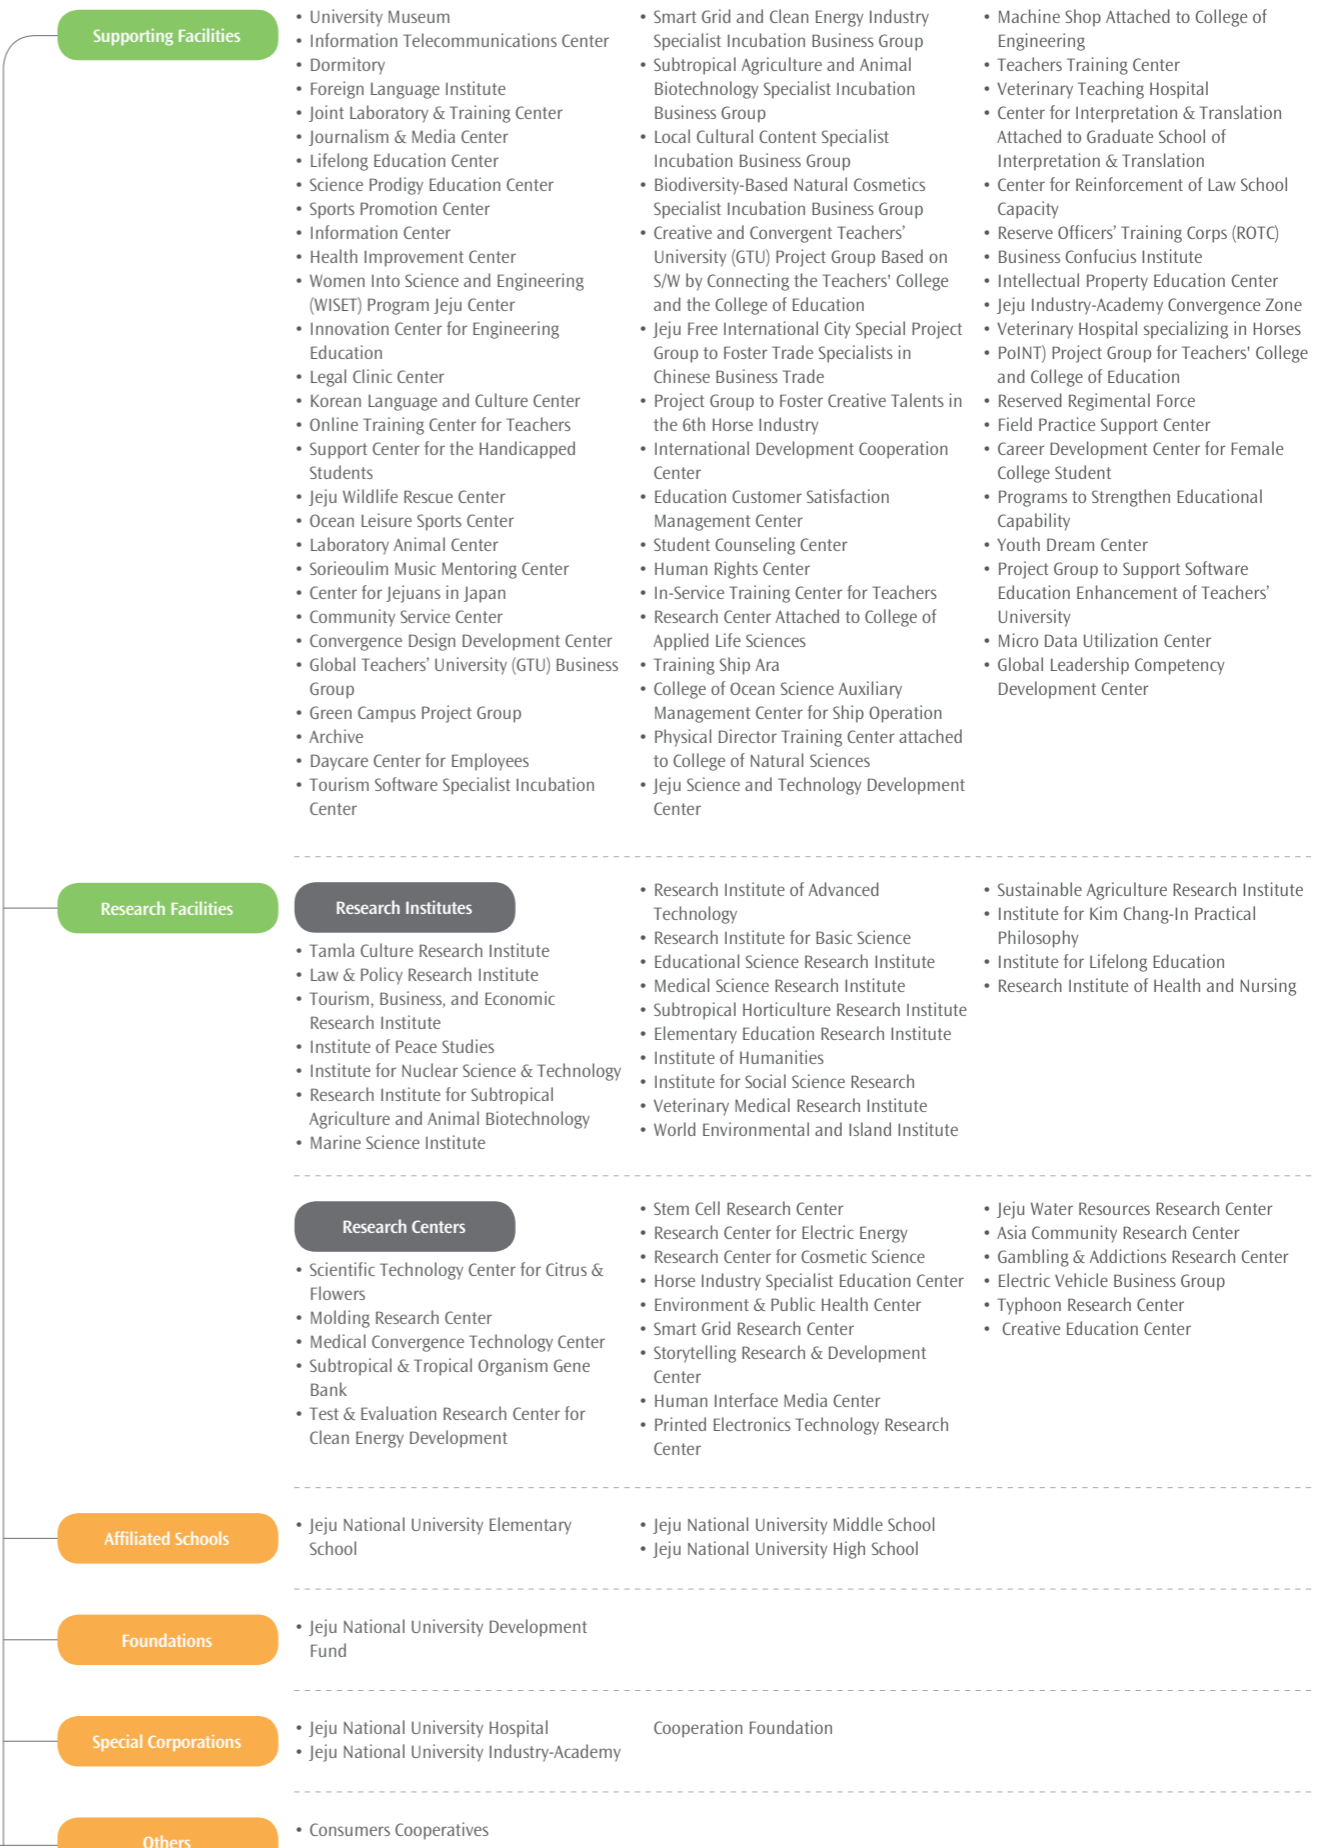 Supporting Facilities
• University Museum
• Information Telecommunications Center
• Dormitory
• Foreign Language Institute
• Joint Laboratory & Training Center
• Journalism & Media Center
• Lifelong Education Center
• Science Prodigy Education Center
• Sports Promotion Center
• Information Center
• Health Improvement Center
• Women Into Science and Engineering
(WISET) Program Jeju Center
• Innovation Center for Engineering
Education
• Legal Clinic Center
• Korean Language and Culture Center
• Online Training Center for Teachers
• Support Center for the Handicapped
Students
• Jeju Wildlife Rescue Center
• Ocean Leisure Sports Center
• Laboratory Animal Center
• Sorieoulim Music Mentoring Center
• Center for Jejuans in Japan
• Community Service Center
• Convergence Design Development Center
• Global Teachers’ University (GTU) Business
Group
• Green Campus Project Group
• Archive
• Daycare Center for Employees
• Tourism Software Specialist Incubation
Center
• Smart Grid and Clean Energy Industry
Specialist Incubation Business Group
• Subtropical Agriculture and Animal
Biotechnology Specialist Incubation
Business Group
• Local Cultural Content Specialist
Incubation Business Group
• Biodiversity-Based Natural Cosmetics
Specialist Incubation Business Group
• Creative and Convergent Teachers’
University (GTU) Project Group Based on
S/W by Connecting the Teachers' College
and the College of Education
• Jeju Free International City Special Project
Group to Foster Trade Specialists in
Chinese Business Trade
• Project Group to Foster Creative Talents in
the 6th Horse Industry
• International Development Cooperation
Center
• Education Customer Satisfaction
Management Center
• Student Counseling Center
• Human Rights Center
• In-Service Training Center for Teachers
• Research Center Attached to College of
Applied Life Sciences
• Training Ship Ara
• College of Ocean Science Auxiliary
Management Center for Ship Operation
• Physical Director Training Center attached
to College of Natural Sciences
• Jeju Science and Technology Development
Center
• Machine Shop Attached to College of
Engineering
• Teachers Training Center
• Veterinary Teaching Hospital
• Center for Interpretation & Translation
Attached to Graduate School of
Interpretation & Translation
• Center for Reinforcement of Law School
Capacity
• Reserve Officers’ Training Corps (ROTC)
• Business Confucius Institute
• Intellectual Property Education Center
• Jeju Industry-Academy Convergence Zone
• Veterinary Hospital specializing in Horses
• PoINT) Project Group for Teachers' College
and College of Education
• Reserved Regimental Force
• Field Practice Support Center
• Career Development Center for Female
College Student
• Programs to Strengthen Educational
Capability
• Youth Dream Center
• Project Group to Support Software
Education Enhancement of Teachers’
University
• Micro Data Utilization Center
• Global Leadership Competency
Development Center
Research Facilities
Research Institutes
• Tamla Culture Research Institute
• Law & Policy Research Institute
• Tourism, Business, and Economic
Research Institute
• Institute of Peace Studies
• Institute for Nuclear Science & Technology
• Research Institute for Subtropical
Agriculture and Animal Biotechnology
• Marine Science Institute
• Research Institute of Advanced
Technology
• Research Institute for Basic Science
• Educational Science Research Institute
• Medical Science Research Institute
• Subtropical Horticulture Research Institute
• Elementary Education Research Institute
• Institute of Humanities
• Institute for Social Science Research
• Veterinary Medical Research Institute
• World Environmental and Island Institute
• Sustainable Agriculture Research Institute
• Institute for Kim Chang-In Practical
Philosophy
• Institute for Lifelong Education
• Research Institute of Health and Nursing
Research Centers
• Scientific Technology Center for Citrus &
Flowers
• Molding Research Center
• Medical Convergence Technology Center
• Subtropical & Tropical Organism Gene
Bank
• Test & Evaluation Research Center for
Clean Energy Development
• Stem Cell Research Center
• Research Center for Electric Energy
• Research Center for Cosmetic Science
• Horse Industry Specialist Education Center
• Environment & Public Health Center
• Smart Grid Research Center
• Storytelling Research & Development
Center
• Human Interface Media Center
• Printed Electronics Technology Research
Center
• Jeju Water Resources Research Center
• Asia Community Research Center
• Gambling & Addictions Research Center
• Electric Vehicle Business Group
• Typhoon Research Center
• Creative Education Center
Affiliated Schools
• Jeju National University Elementary
School
• Jeju National University Middle School
• Jeju National University High School
Foundations
• Jeju National University Development
Fund
Special Corporations
• Jeju National University Hospital
• Jeju National University Industry-Academy
Cooperation Foundation
Others
• Consumers Cooperatives